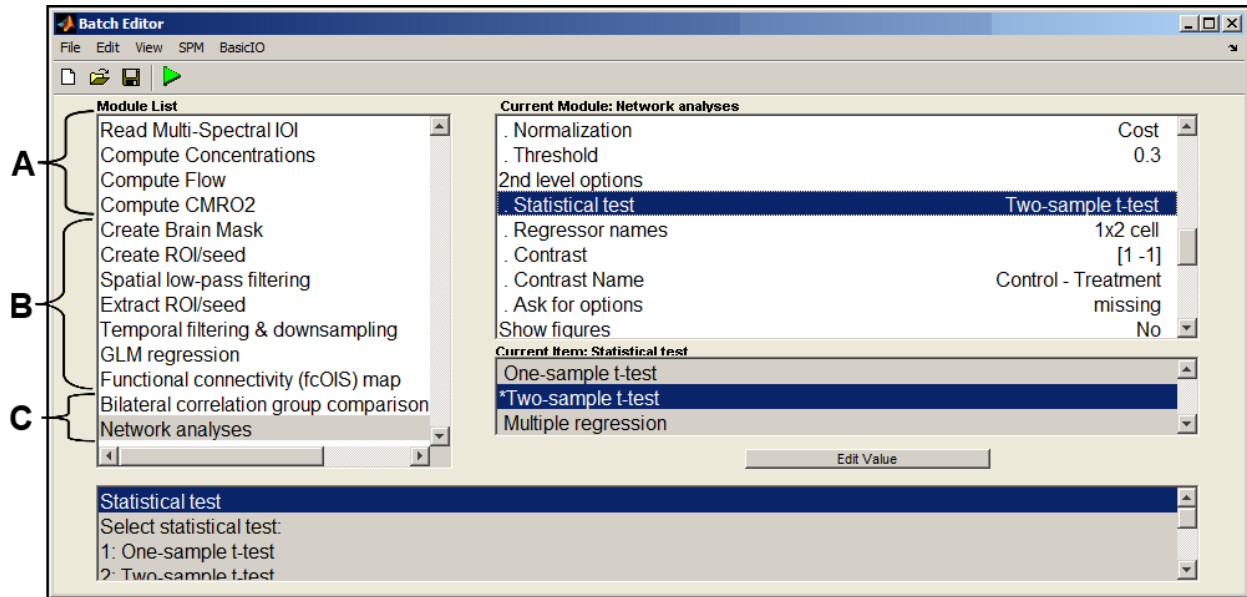 Batch Editor
File Edit View SPM BasicIO
Module List
A
Read Multi-Spectral IOI
Compute Concentrations
Compute Flow
Compute CMRO2
B
Create Brain Mask
Create ROI/seed
Spatial low-pass filtering
Extract ROI/seed
Temporal filtering & downsampling
GLM regression
Functional connectivity (fcOIS) map
C
Bilateral correlation group comparison
Network analyses
Current Module: Network analyses
. Normalization Cost
. Threshold 0.3
2nd level options
. Statistical test Two-sample t-test
. Regressor names 1x2 cell
. Contrast [1 -1]
. Contrast Name Control - Treatment
. Ask for options missing
Show figures No
Current Item: Statistical test
One-sample t-test
*Two-sample t-test
Multiple regression
Edit Value
Statistical test
Select statistical test:
1: One-sample t-test
2: Two-sample t-test